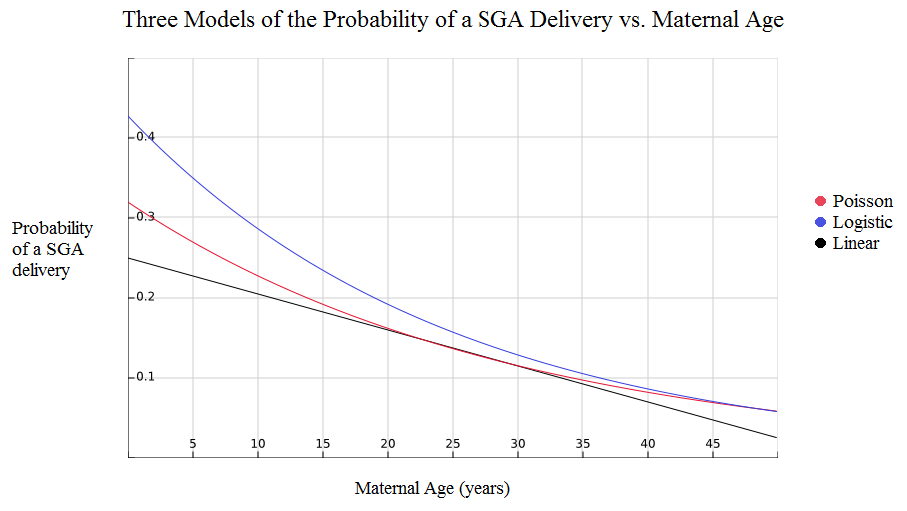 Three Models of the Probability of a SGA Delivery vs. Maternal Age
0.4
0.3
0.2
0.1
Probability
of a SGA
delivery
5 10 15 20 25 30 35 40 45
Maternal Age (years)
Poisson
Logistic
Linear